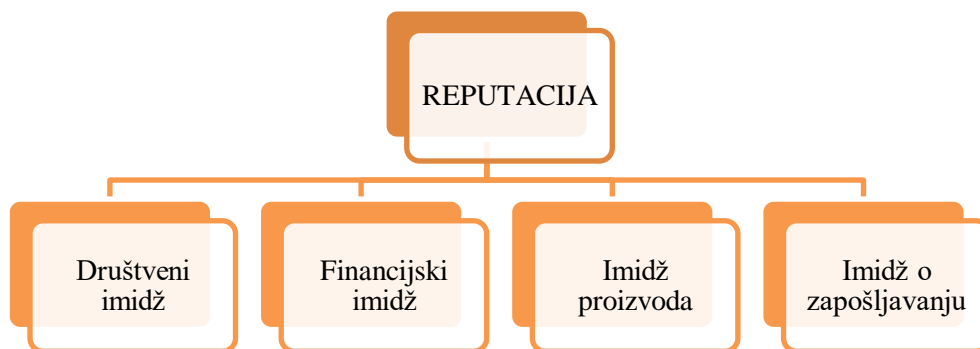 REPUTACIJA
Društveni
imidž
Financijski
imidž
Imidž
proizvoda
Imidž o
zapošljavanju